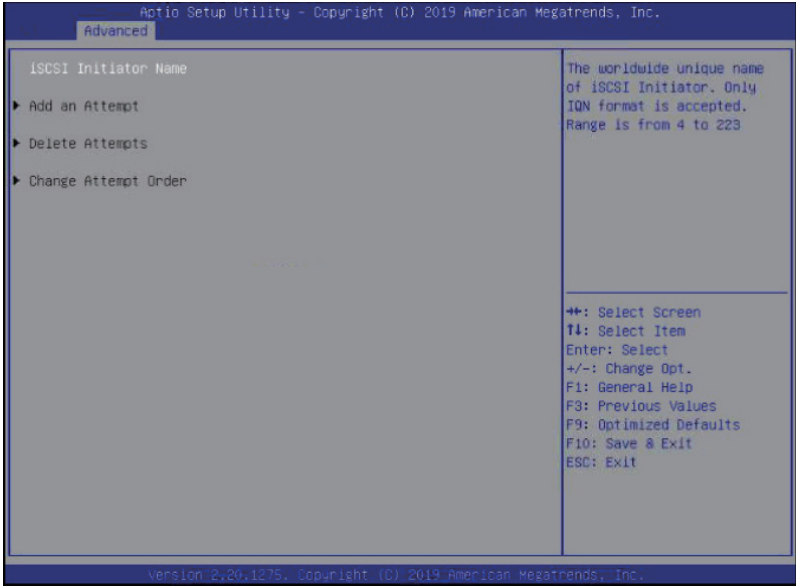 Aptio Setup Utility - Copyright (C) 2019 American Megatrends, Inc.
Advanced
iSCSI Initiator Name
Add an Attempt
Delete Attempts
Change Attempt Order
The worldwide unique name
of iSCSI Initiator. Only
IQN format is accepted.
Range is from 4 to 223
→←: Select Screen
↑↓: Select Item
Enter: Select
+/-: Change Opt.
F1: General Help
F3: Previous Values
F9: Optimized Defaults
F10: Save & Exit
ESC: Exit
Version 2.20.1275. Copyright (C) 2019 American Megatrends, Inc.